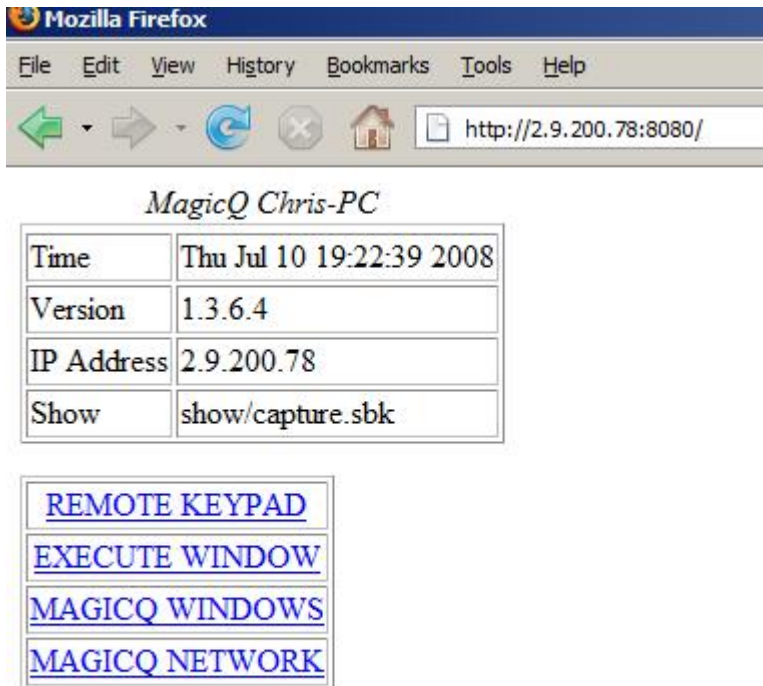 Mozilla Firefox
File Edit View History Bookmarks Tools Help
http://2.9.200.78:8080/
MagicQ Chris-PC
Time Thu Jul 10 19:22:39 2008
Version 1.3.6.4
IP Address 2.9.200.78
Show show/capture.sbk
REMOTE KEYPAD
EXECUTE WINDOW
MAGICQ WINDOWS
MAGICQ NETWORK